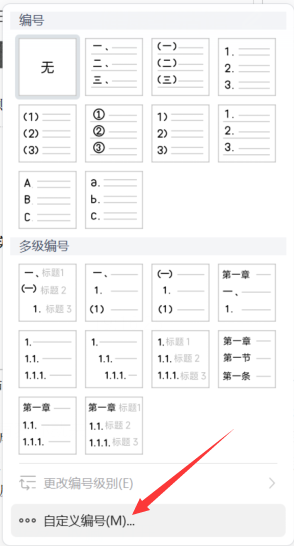 编号
无
一、
二、
三、
(一)
(二)
(三)
1.
2.
3.
(1)
(2)
(3)
①
②
③
1)
2)
3)
1.
2.
3.
A
B
C
a.
b.
c.
多级编号
一、标题1
(一) 标题 2
1. 标题 3
一、
1.
(1)
(一)
1.
(1)
第一章
一、
1.
1.
1.1.
1.1.1.
1.
1.1.
1.1.1.
1. 标题 1
1.1. 标题 2
1.1.1. 标题 3
第一章
第一节
第一条
第一章
1.1.
1.1.1.
第一章 标题1
1.1. 标题 2
1.1.1. 标题 3
更改编号级别(E)
自定义编号(M)...